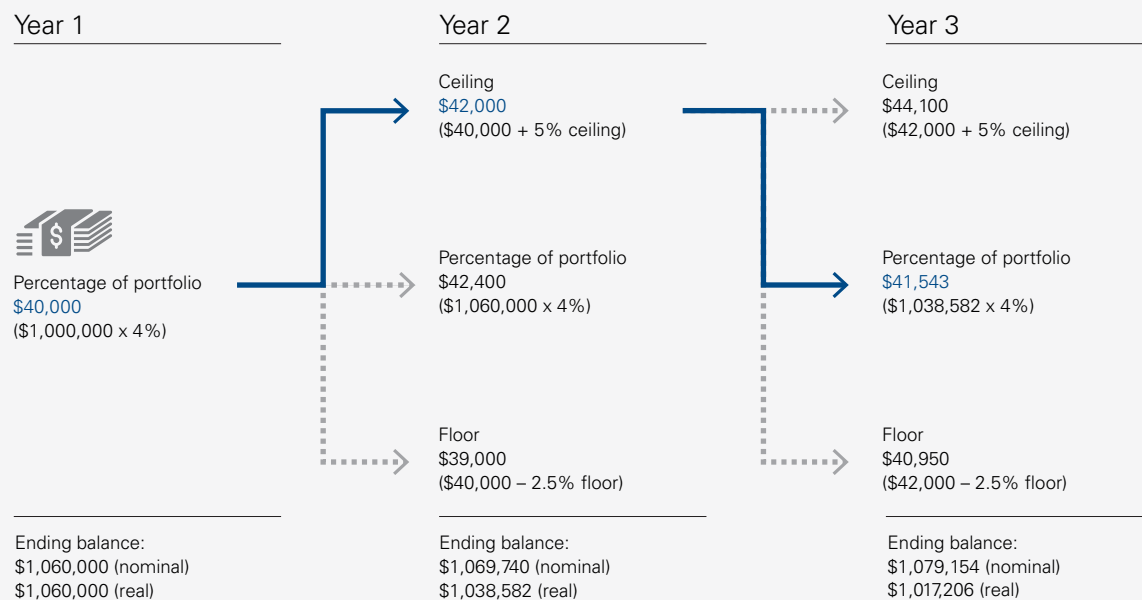 Year 1
Percentage of portfolio
$40,000
($1,000,000 x 4%)
Ending balance:
$1,060,000 (nominal)
$1,060,000 (real)
Year 2
Ceiling
$42,000
($40,000 + 5% ceiling)
Percentage of portfolio
$42,400
($1,060,000 x 4%)
Floor
$39,000
($40,000 – 2.5% floor)
Ending balance:
$1,069,740 (nominal)
$1,038,582 (real)
Year 3
Ceiling
$44,100
($42,000 + 5% ceiling)
Percentage of portfolio
$41,543
($1,038,582 x 4%)
Floor
$40,950
($42,000 – 2.5% floor)
Ending balance:
$1,079,154 (nominal)
$1,017,206 (real)